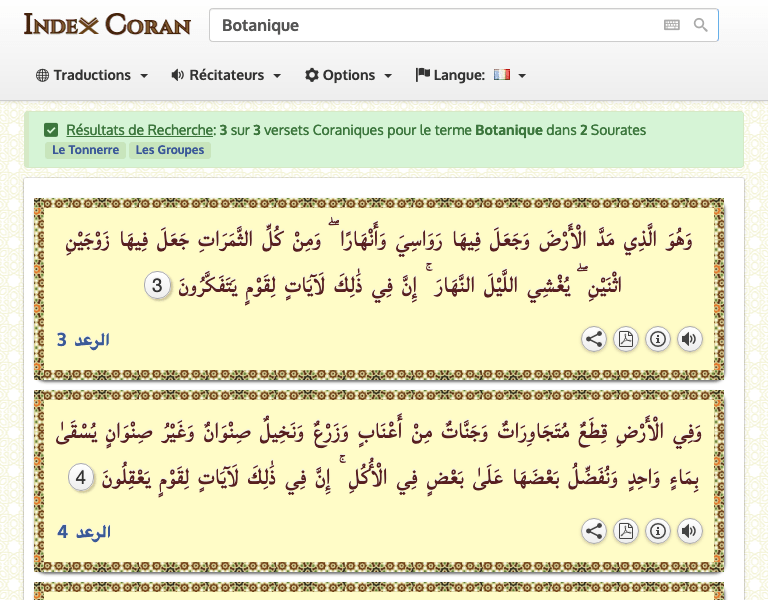 Index Coran
Botanique
Traductions Récitateurs Options Langue:
Résultats de Recherche: 3 sur 3 versets Coraniques pour le terme Botanique dans 2 Sourates
Le Tonnerre Les Groupes
وَهُوَ الَّذِي مَدَّ الْأَرْضَ وَجَعَلَ فِيهَا رَوَاسِيَ وَأَنْهَارًا ۖ وَمِنْ كُلِّ الثَّمَرَاتِ جَعَلَ فِيهَا زَوْجَيْنِ
اثْنَيْنِ ۖ يُغْشِي اللَّيْلَ النَّهَارَ ۚ إِنَّ فِي ذَٰلِكَ لَآيَاتٍ لِقَوْمٍ يَتَفَكَّرُونَ 3
الرعد 3
وَفِي الْأَرْضِ قِطَعٌ مُتَجَاوِرَاتٌ وَجَنَّاتٌ مِنْ أَعْنَابٍ وَزَرْعٌ وَنَخِيلٌ صِنْوَانٌ وَغَيْرُ صِنْوَانٍ يُسْقَىٰ
بِمَاءٍ وَاحِدٍ وَنُفَضِّلُ بَعْضَهَا عَلَىٰ بَعْضٍ فِي الْأُكُلِ ۚ إِنَّ فِي ذَٰلِكَ لَآيَاتٍ لِقَوْمٍ يَعْقِلُونَ 4
الرعد 4